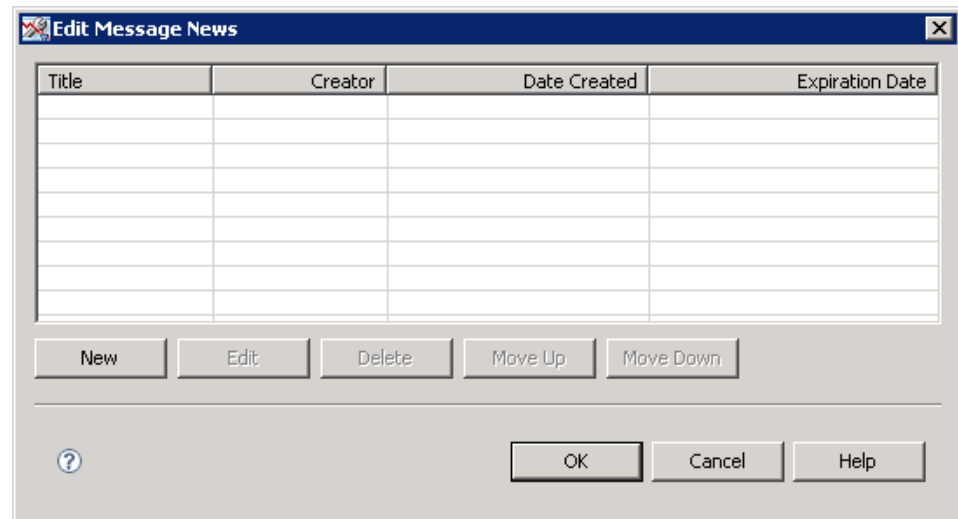 Edit Message News
Title Creator Date Created Expiration Date
New Edit Delete Move Up Move Down
? OK Cancel Help